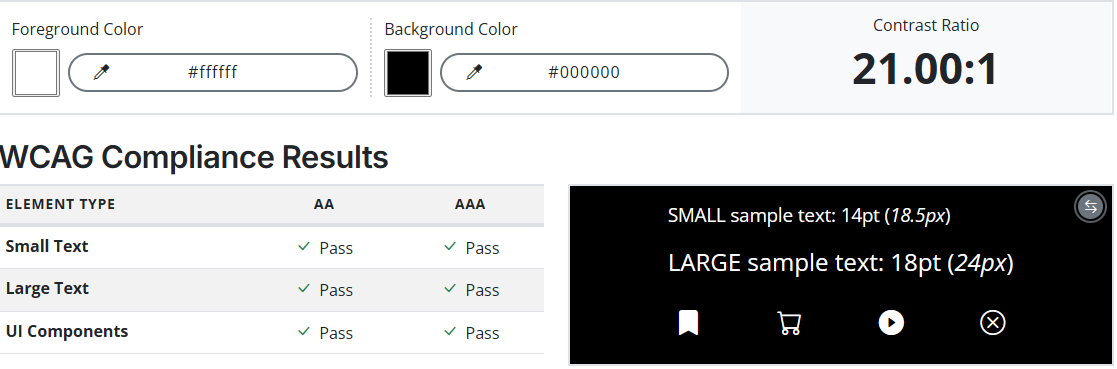 Foreground Color
#ffffff
Background Color
#000000
Contrast Ratio
21.00:1
WCAG Compliance Results
ELEMENT TYPE AA AAA
Small Text Pass Pass
Large Text Pass Pass
UI Components Pass Pass
SMALL sample text: 14pt (18.5px)
LARGE sample text: 18pt (24px)